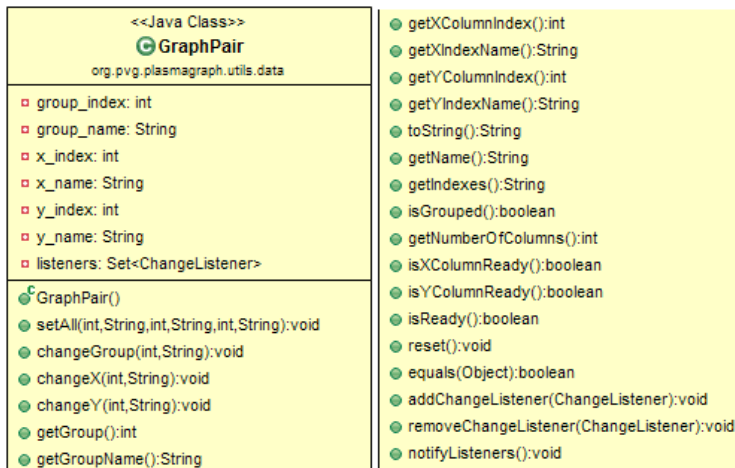 <<Java Class>>
GraphPair
org.pvg.plasmagraph.utils.data
group_index: int
group_name: String
x_index: int
x_name: String
y_index: int
y_name: String
listeners: Set<ChangeListener>
GraphPair()
setAll(int,String,int,String,int,String):void
changeGroup(int,String):void
changeX(int,String):void
changeY(int,String):void
getGroup():int
getGroupName():String
getXColumnIndex():int
getXIndexName():String
getYColumnIndex():int
getYIndexName():String
toString():String
getName():String
getIndexes():String
isGrouped():boolean
getNumberOfColumns():int
isXColumnReady():boolean
isYColumnReady():boolean
isReady():boolean
reset():void
equals(Object):boolean
addChangeListener(ChangeListener):void
removeChangeListener(ChangeListener):void
notifyListeners():void